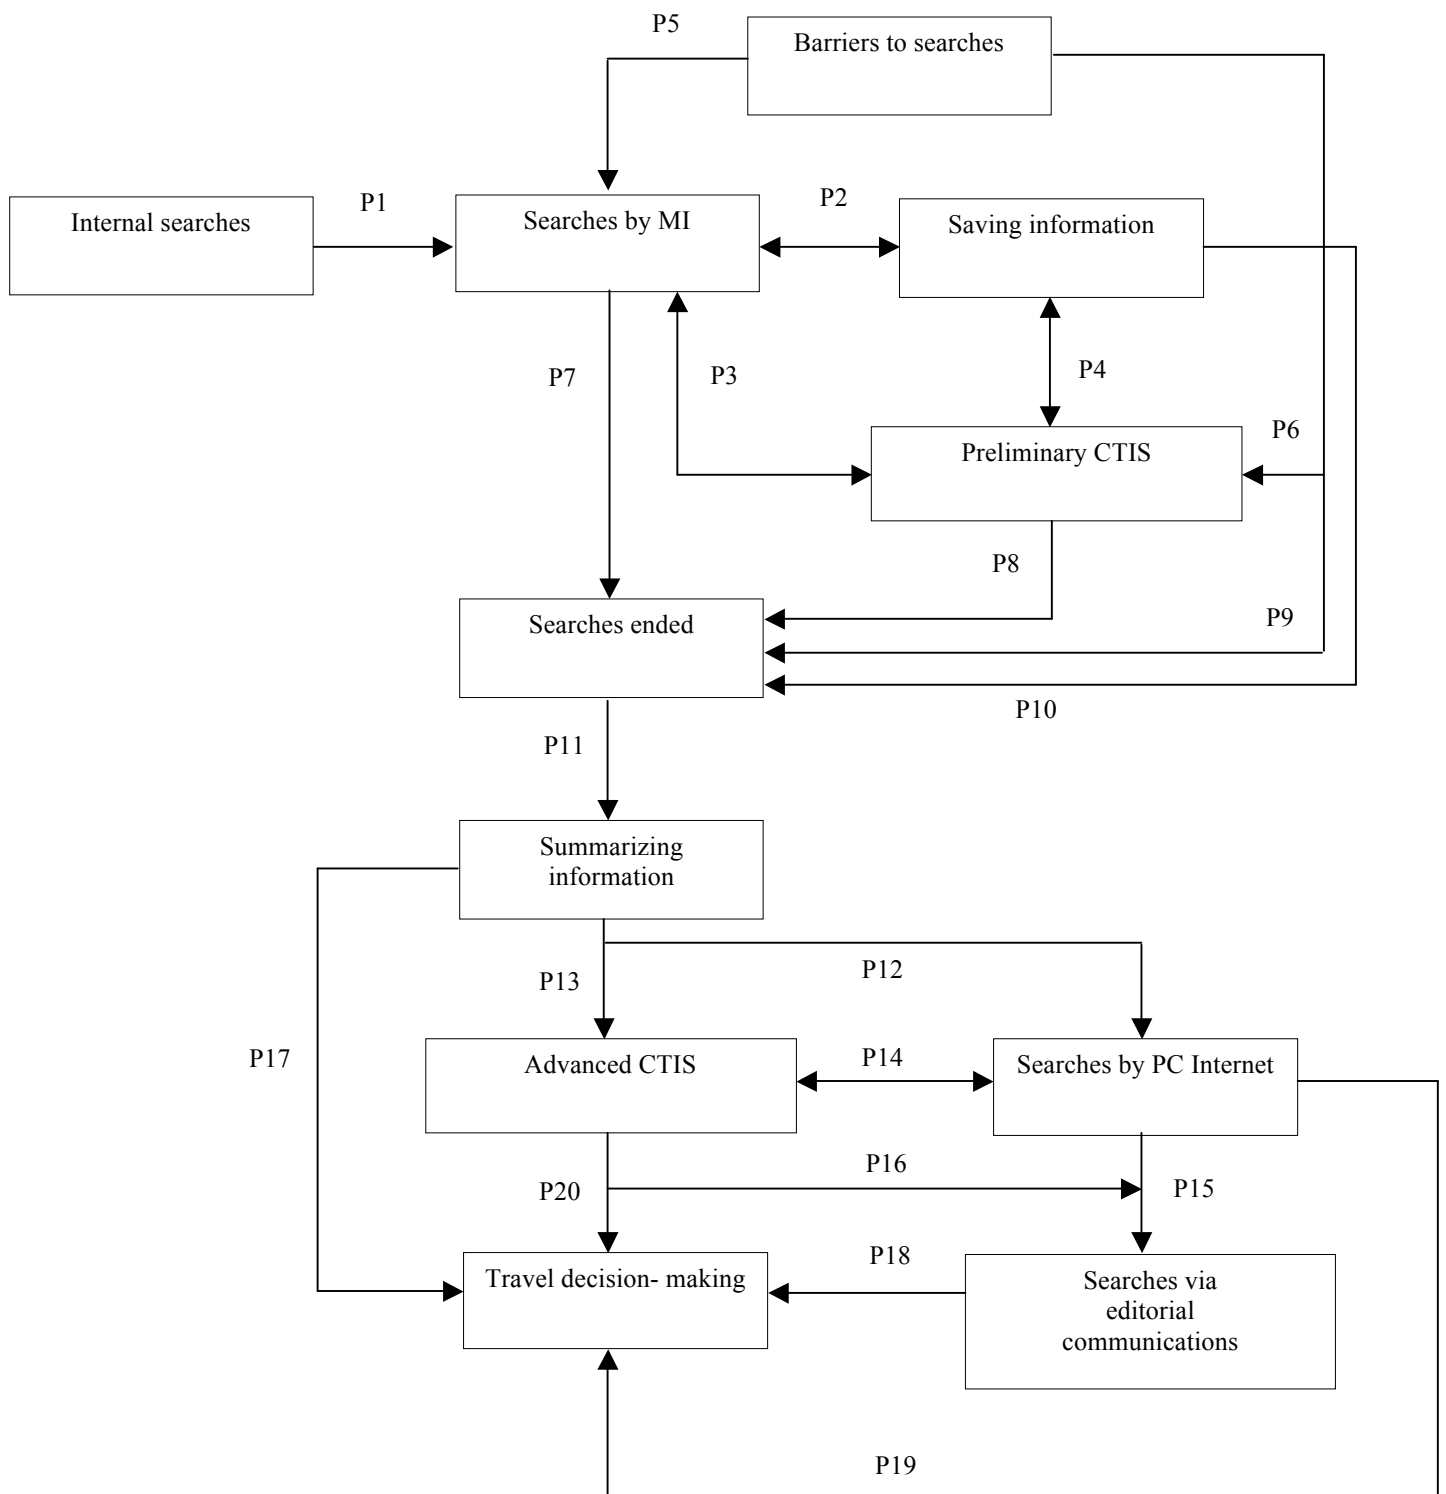 P5
Barriers to searches
Internal searches
P1
Searches by MI
P2
Saving information
P7
P3
P4
Preliminary CTIS
P6
P8
Searches ended
P9
P10
P11
Summarizing
information
P13
P12
P17
Advanced CTIS
P14
Searches by PC Internet
P16
P20
P15
Travel decision- making
P18
Searches via
editorial
communications
P19